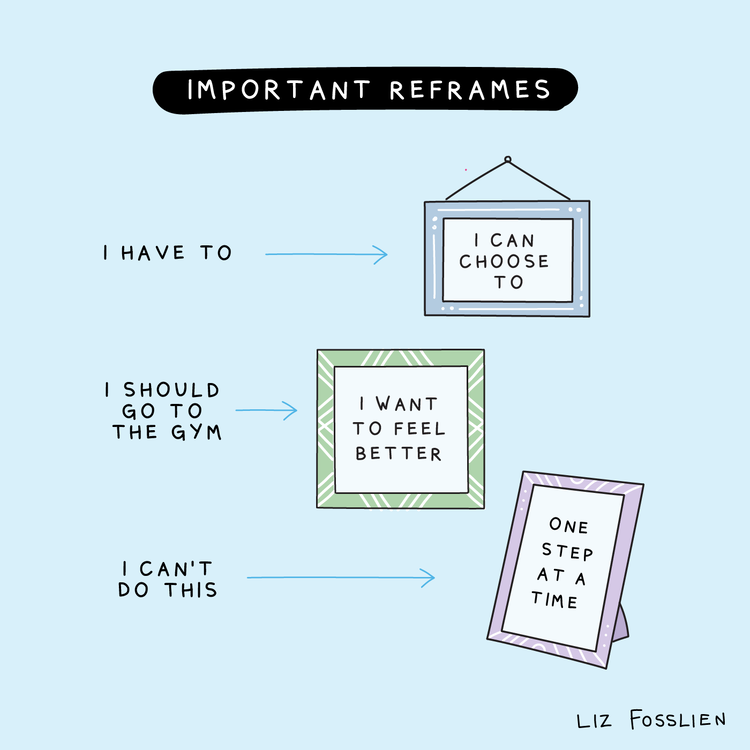 IMPORTANT REFRAMES
I HAVE TO
I CAN
CHOOSE
TO
I SHOULD
GO TO
THE GYM
I WANT
TO FEEL
BETTER
I CAN'T
DO THIS
ONE
STEP
AT A
TIME
LIZ FOSSLIEN